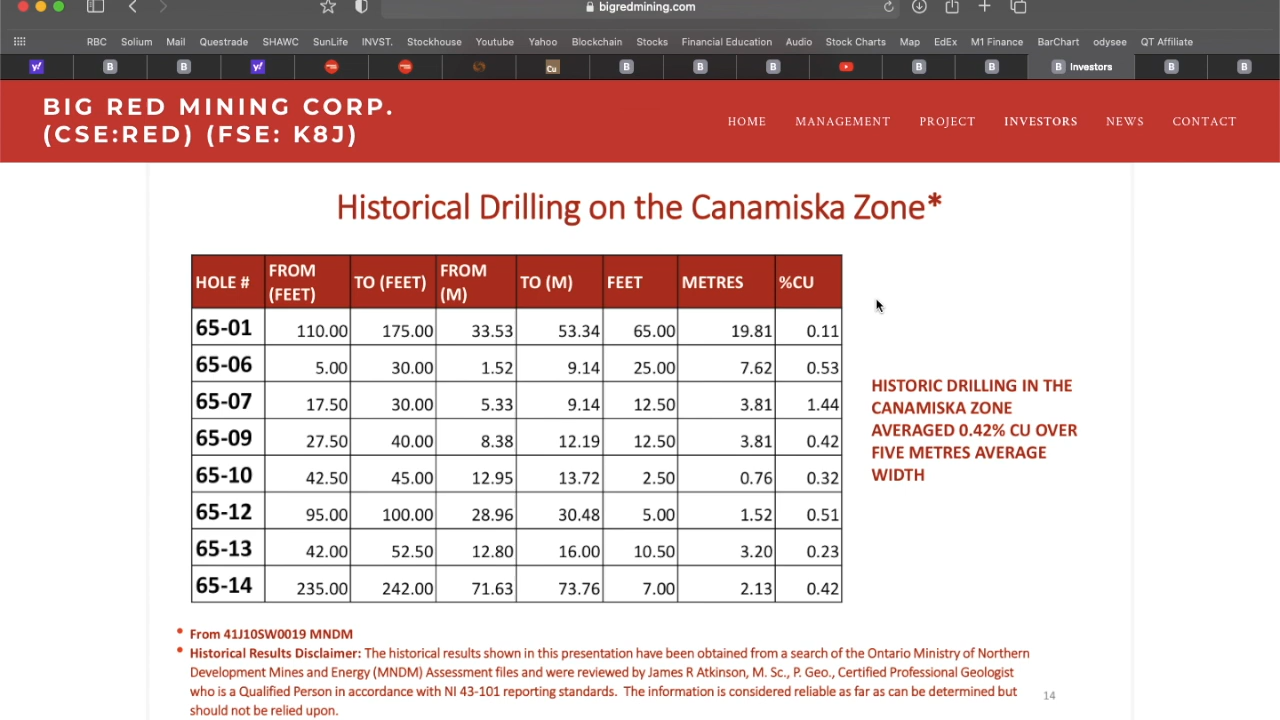 bigredmining.com
RBC Solium Mail Questrade SHAWC SunLife INVST. Stockhouse Youtube Yahoo Blockchain Stocks Financial Education Audio Stock Charts Map EdEx M1 Finance BarChart odysee QT Affiliate
y! B B y! Cu B B B B B B Investors B B
BIG RED MINING CORP.
(CSE:RED) (FSE: K8J)
HOME MANAGEMENT PROJECT INVESTORS NEWS CONTACT
Historical Drilling on the Canamiska Zone*
HOLE # FROM (FEET) TO (FEET) FROM (M) TO (M) FEET METRES %CU
65-01 110.00 175.00 33.53 53.34 65.00 19.81 0.11
65-06 5.00 30.00 1.52 9.14 25.00 7.62 0.53
65-07 17.50 30.00 5.33 9.14 12.50 3.81 1.44
65-09 27.50 40.00 8.38 12.19 12.50 3.81 0.42
65-10 42.50 45.00 12.95 13.72 2.50 0.76 0.32
65-12 95.00 100.00 28.96 30.48 5.00 1.52 0.51
65-13 42.00 52.50 12.80 16.00 10.50 3.20 0.23
65-14 235.00 242.00 71.63 73.76 7.00 2.13 0.42
HISTORIC DRILLING IN THE
CANAMISKA ZONE
AVERAGED 0.42% CU OVER
FIVE METRES AVERAGE
WIDTH
• From 41J10SW0019 MNDM
• Historical Results Disclaimer: The historical results shown in this presentation have been obtained from a search of the Ontario Ministry of Northern
Development Mines and Energy (MNDM) Assessment files and were reviewed by James R Atkinson, M. Sc., P. Geo., Certified Professional Geologist
who is a Qualified Person in accordance with NI 43-101 reporting standards. The information is considered reliable as far as can be determined but
should not be relied upon.
14